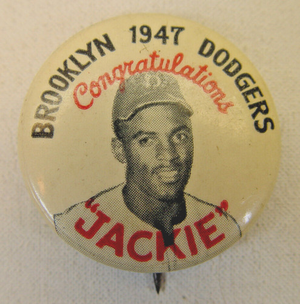 BROOKLYN 1947 DODGERS
Congratulations
"JACKIE"